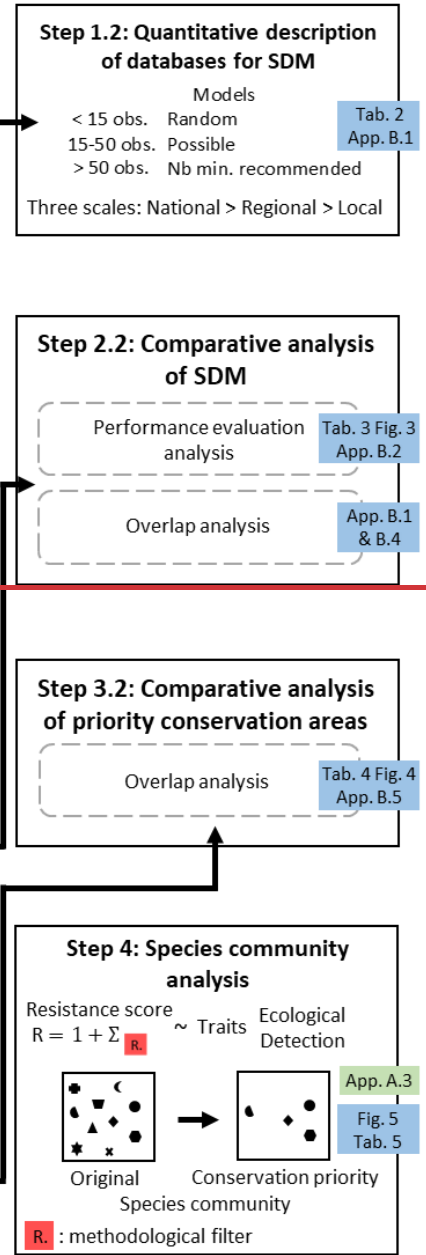 Step 1.2: Quantitative description
of databases for SDM
Models
< 15 obs. Random
15-50 obs. Possible
> 50 obs. Nb min. recommended
Tab. 2
App. B.1
Three scales: National > Regional > Local
Step 2.2: Comparative analysis
of SDM
Performance evaluation
analysis
Tab. 3 Fig. 3
App. B.2
Overlap analysis
App. B.1
& B.4
Step 3.2: Comparative analysis
of priority conservation areas
Overlap analysis
Tab. 4 Fig. 4
App. B.5
Step 4: Species community
analysis
Resistance score
R = 1 + Σ R.
~ Traits
Ecological
Detection
App. A.3
Fig. 5
Tab. 5
Original Conservation priority
Species community
R. : methodological filter